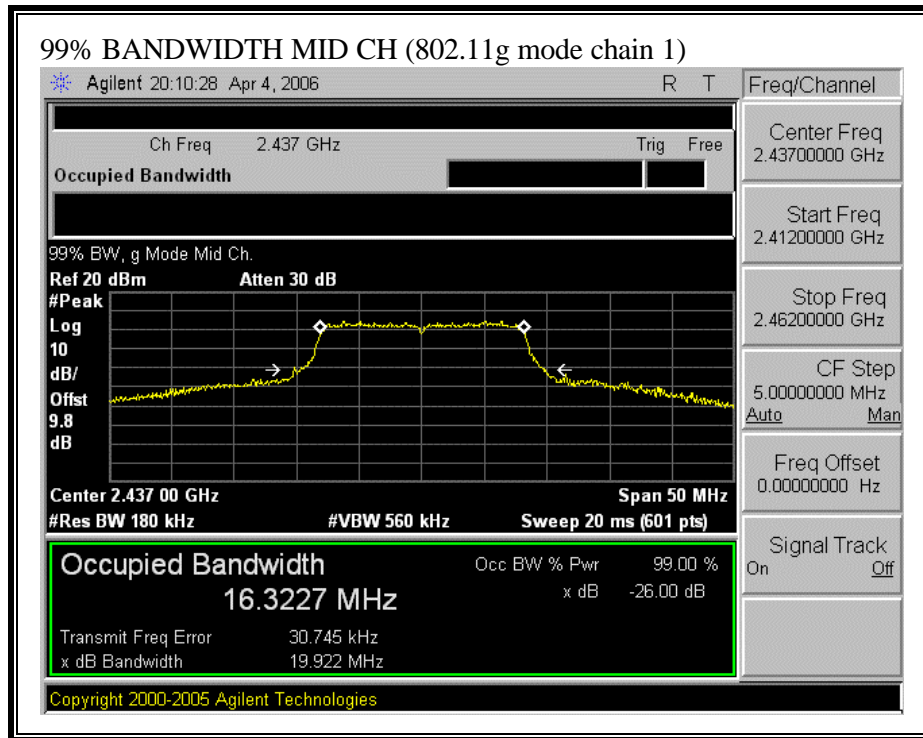 99% BANDWIDTH MID CH (802.11g mode chain 1)
Agilent 20:10:28 Apr 4, 2006 R T
Freq/Channel
Ch Freq 2.437 GHz Trig Free
Occupied Bandwidth
Center Freq
2.43700000 GHz
Start Freq
2.41200000 GHz
Stop Freq
2.46200000 GHz
CF Step
5.00000000 MHz
Auto Man
Freq Offset
0.00000000 Hz
Signal Track
On Off
99% BW, g Mode Mid Ch.
Ref 20 dBm Atten 30 dB
#Peak
Log
10
dB/
Offst
9.8
dB
Center 2.437 00 GHz Span 50 MHz
#Res BW 180 kHz #VBW 560 kHz Sweep 20 ms (601 pts)
Occupied Bandwidth Occ BW % Pwr 99.00 %
16.3227 MHz x dB -26.00 dB
Transmit Freq Error 30.745 kHz
x dB Bandwidth 19.922 MHz
Copyright 2000-2005 Agilent Technologies